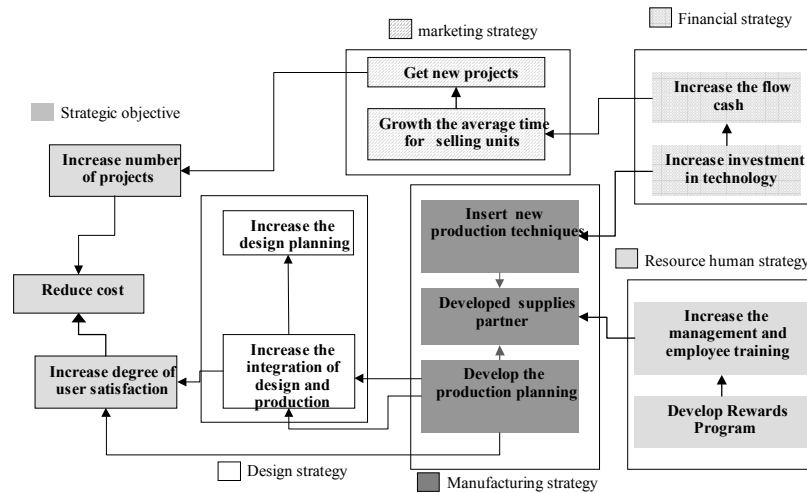 marketing strategy
Financial strategy
Get new projects
Growth the average time
for selling units
Increase the flow
cash
Increase investment
in technology
Strategic objective
Increase number
of projects
Reduce cost
Increase degree of
user satisfaction
Increase the
design planning
Increase the
integration of
design and
production
Insert new
production techniques
Developed supplies
partner
Develop the
production planning
Resource human strategy
Increase the
management and
employee training
Develop Rewards
Program
Design strategy
Manufacturing strategy